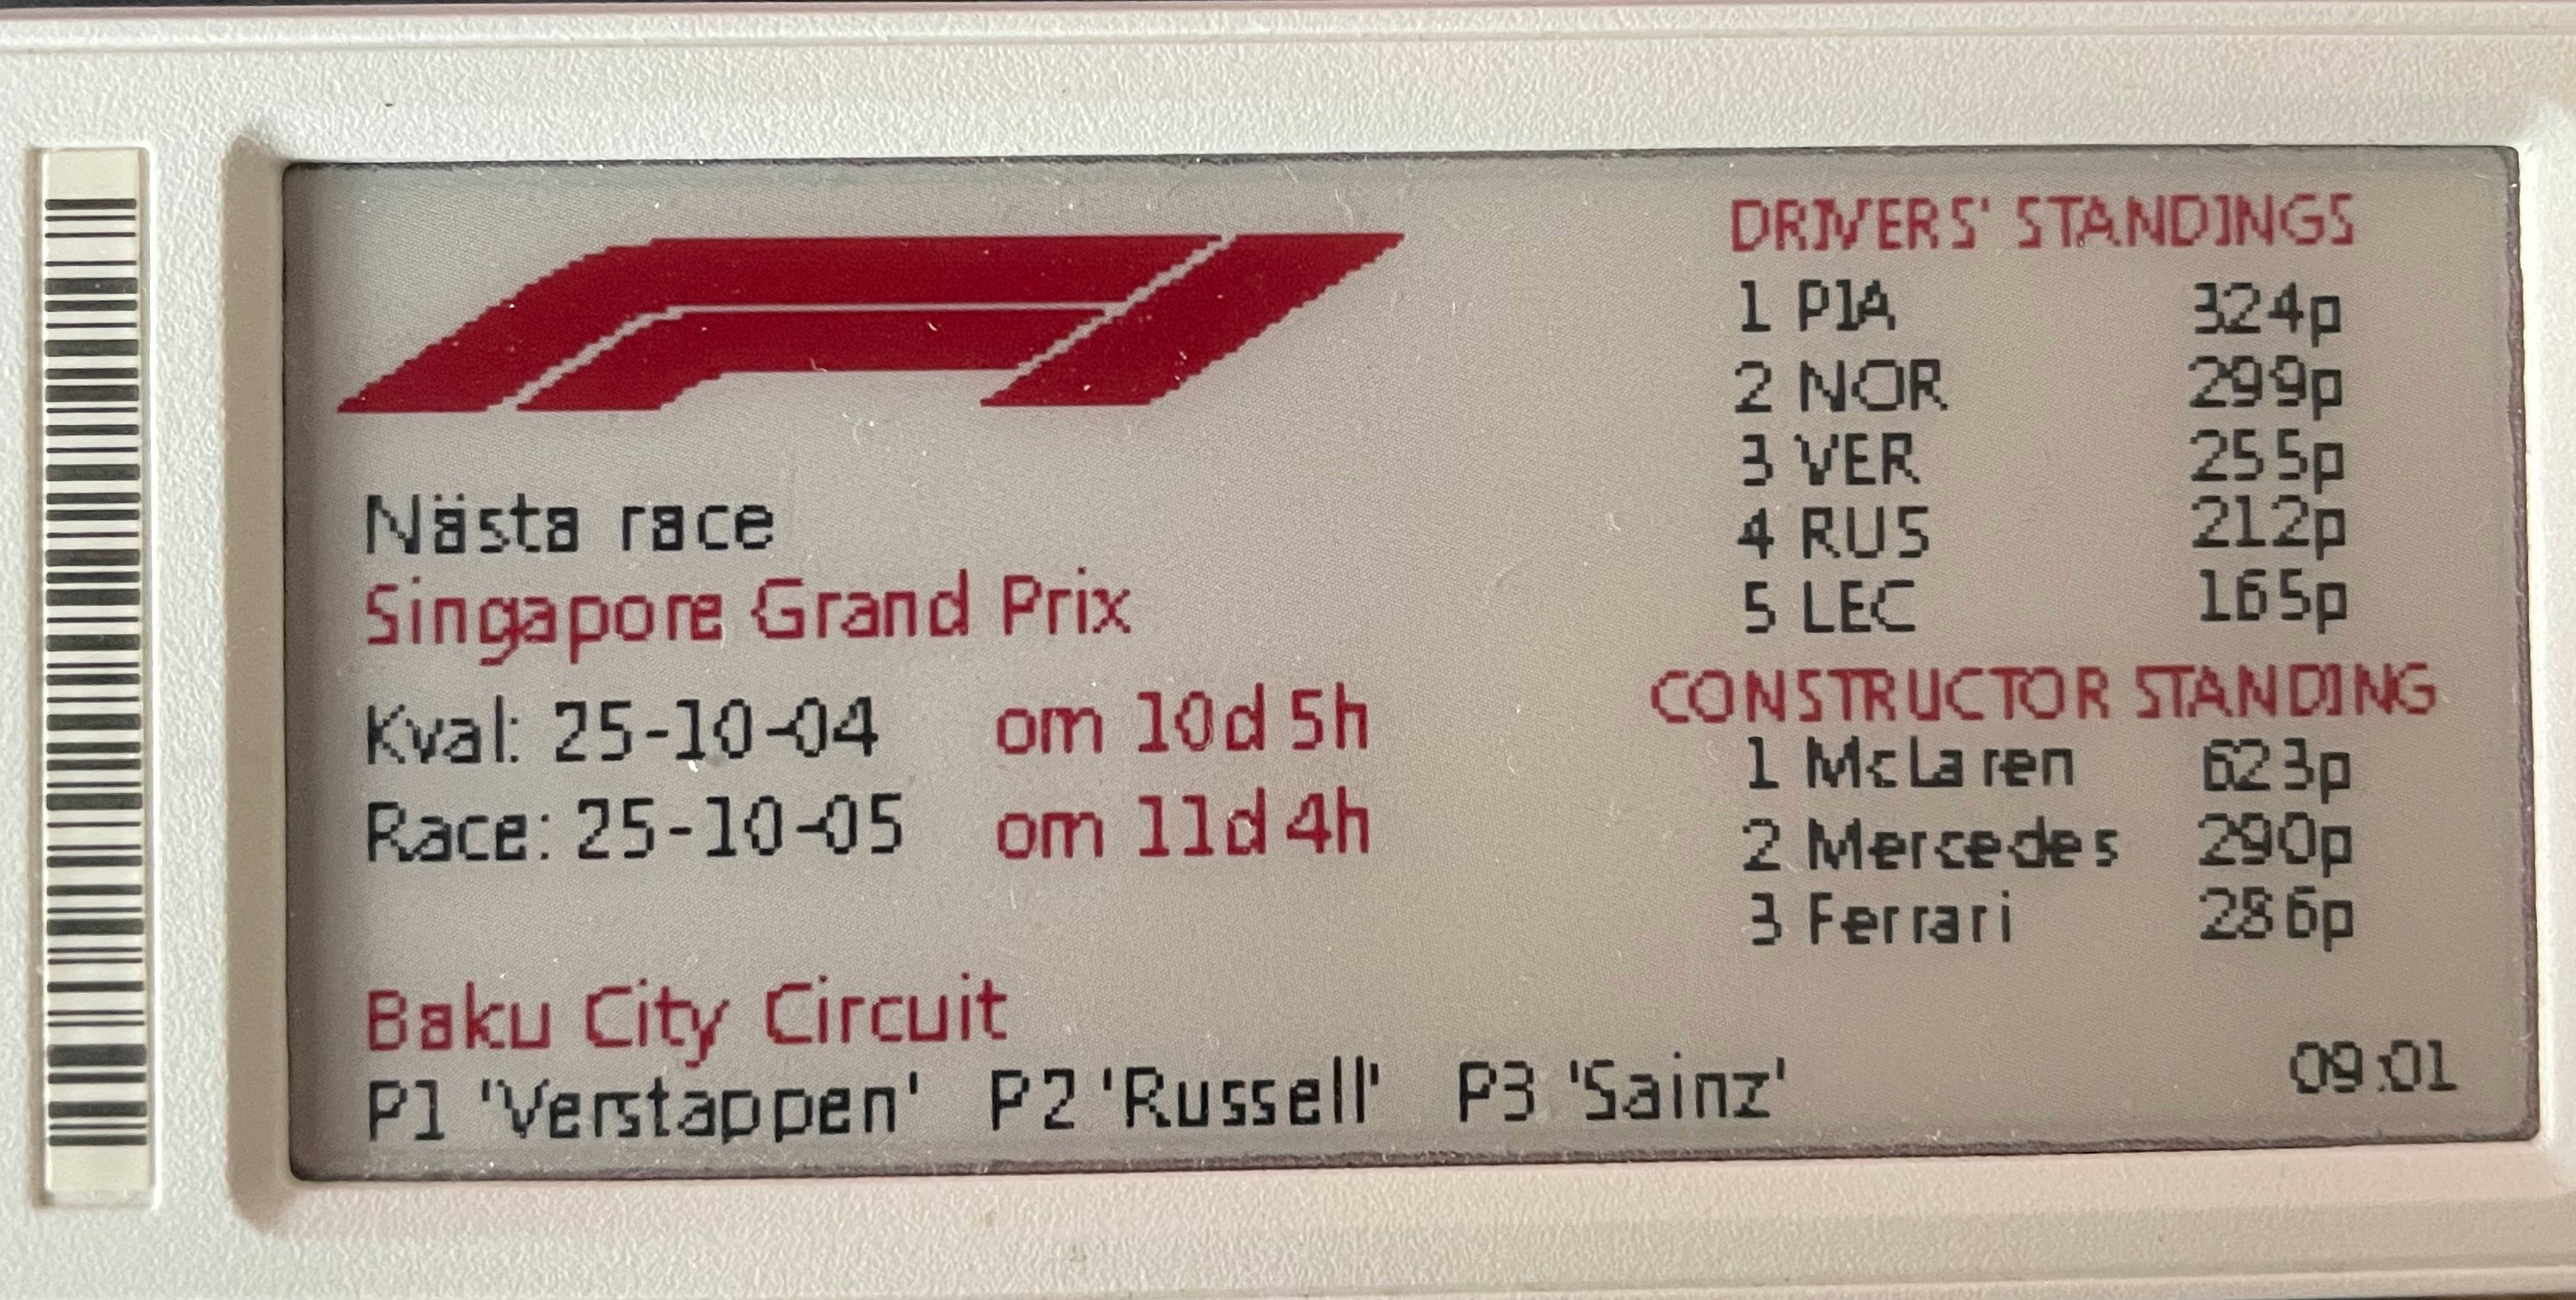 F1
Nästa race
Singapore Grand Prix
Kval: 25-10-04 om 10d 5h
Race: 25-10-05 om 11d 4h
Baku City Circuit
P1 'Verstappen' P2 'Russell' P3 'Sainz'
DRIVERS' STANDINGS
1 PIA 324p
2 NOR 299p
3 VER 255p
4 RUS 212p
5 LEC 165p
CONSTRUCTOR STANDING
1 McLaren 623p
2 Mercedes 290p
3 Ferrari 286p
09:01